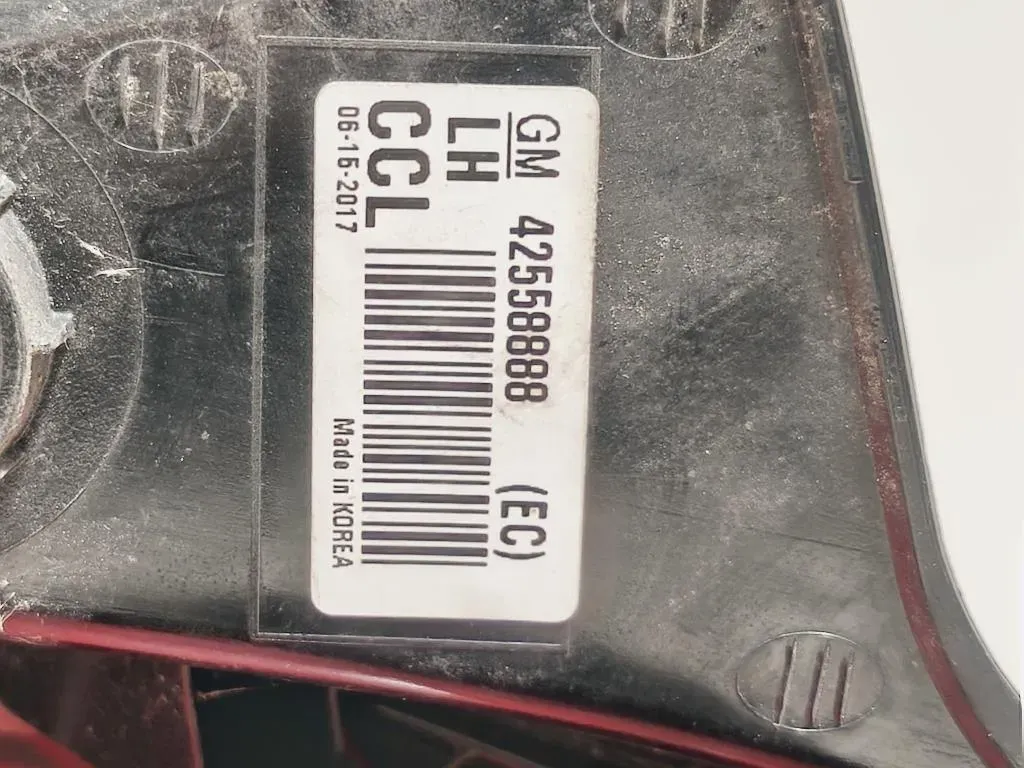 GM 42558888 (EC)
LH
CCL
06-15-2017 Made in KOREA